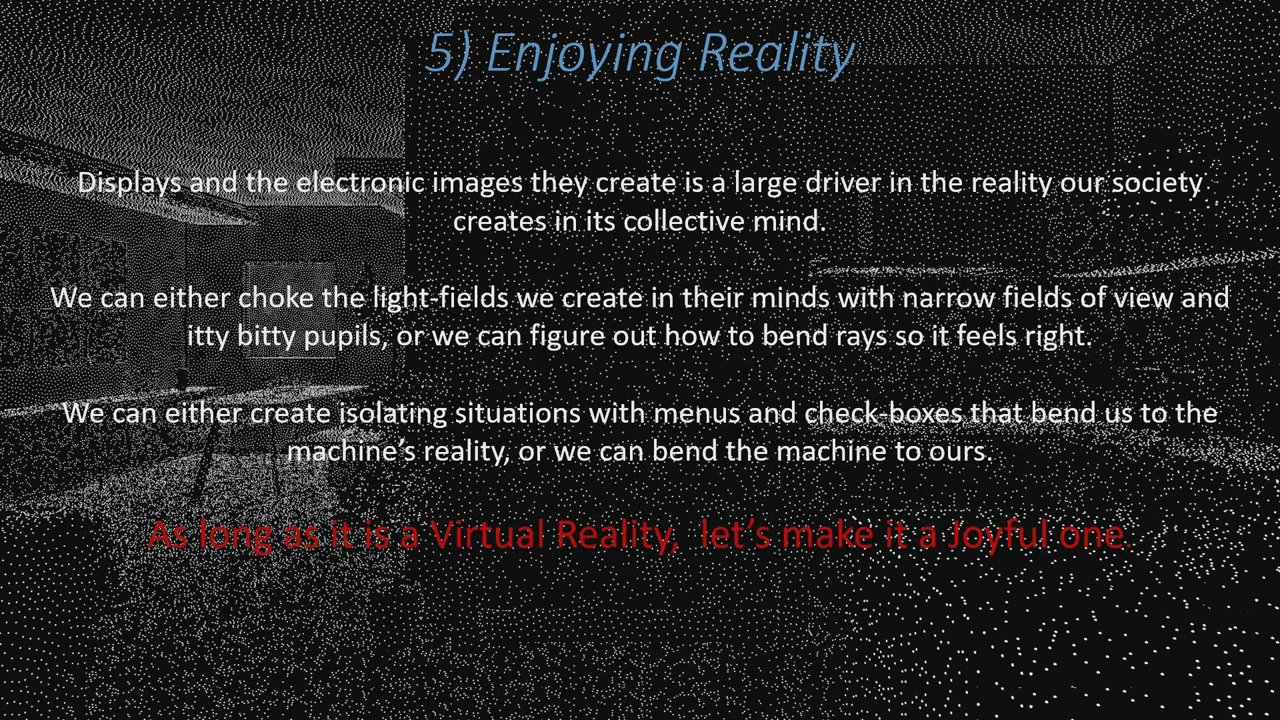 5) Enjoying Reality
Displays and the electronic images they create is a large driver in the reality our society
creates in its collective mind.
We can either choke the light-fields we create in their minds with narrow fields of view and
itty bitty pupils, or we can figure out how to bend rays so it feels right.
We can either create isolating situations with menus and check-boxes that bend us to the
machine’s reality, or we can bend the machine to ours.
As long as it is a Virtual Reality,  let’s make it a Joyful one